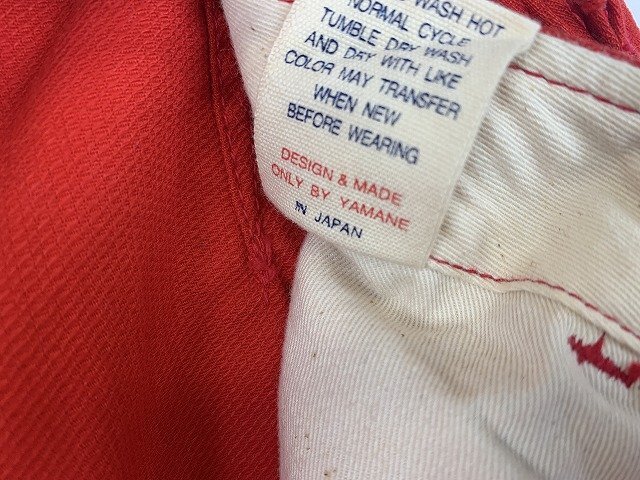 WASH HOT
NORMAL CYCLE
TUMBLE DRY WASH
AND DRY WITH LIKE
COLOR MAY TRANSFER
WHEN NEW
BEFORE WEARING
DESIGN & MADE
ONLY BY YAMANE
IN JAPAN